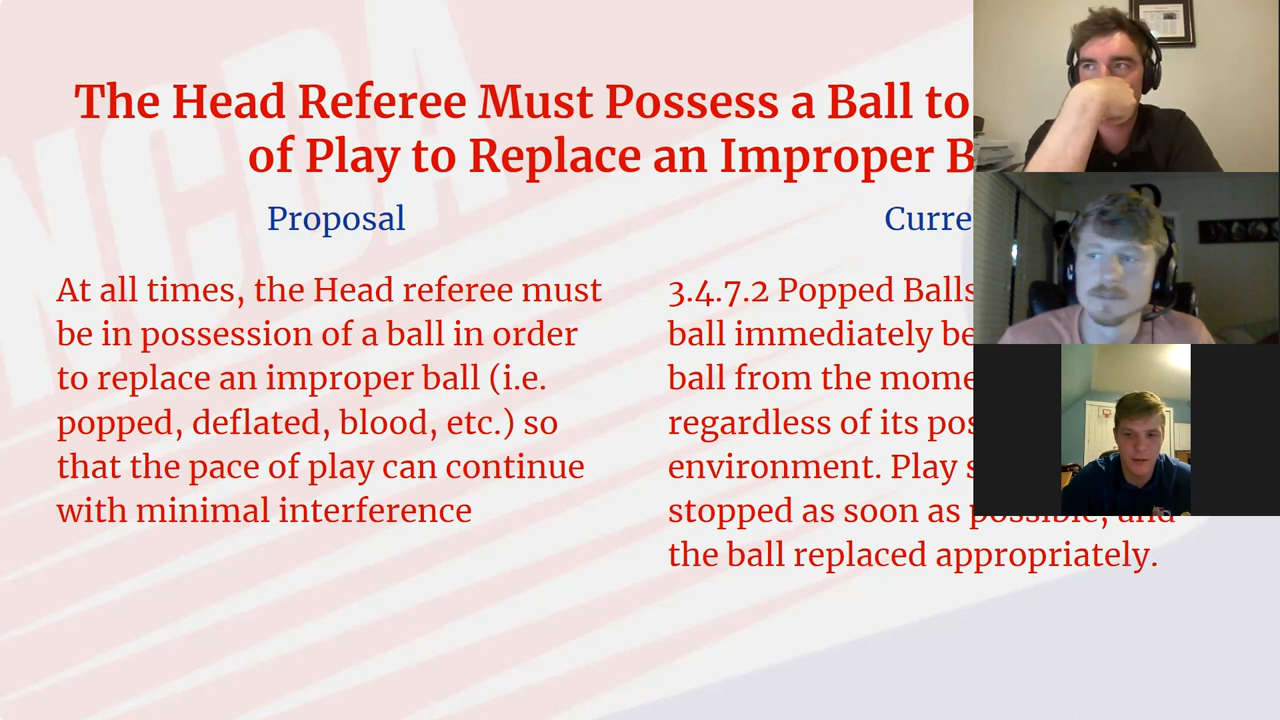 The Head Referee Must Possess a Ball to
of Play to Replace an Improper B
Proposal
Curre
At all times, the Head referee must
be in possession of a ball in order
to replace an improper ball (i.e.
popped, deflated, blood, etc.) so
that the pace of play can continue
with minimal interference
3.4.7.2 Popped Balls
ball immediately be
ball from the mome
regardless of its pos
environment. Play s
stopped as soon as possible, and
the ball replaced appropriately.
NCDA